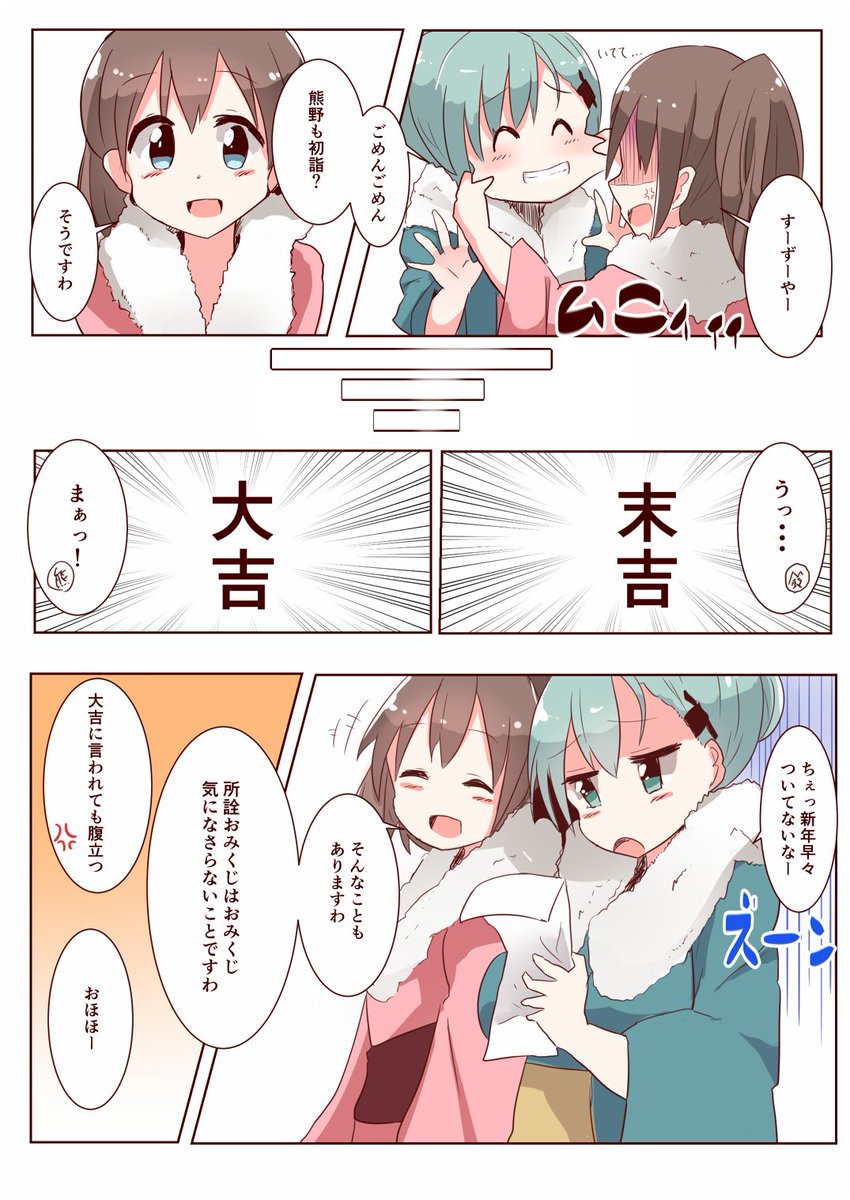 すーずーやー
いてて…
ムニィ…
ごめんごめん
熊野も初詣？
そうですわ
うっ…
鈴
末吉
まぁっ！
熊
大吉
ちぇっ新年早々
ついてないなー
ズーン
そんなことも
ありますわ
所詮おみくじはおみくじ
気になさらないことですわ
大吉に言われても腹立つ
おほほー